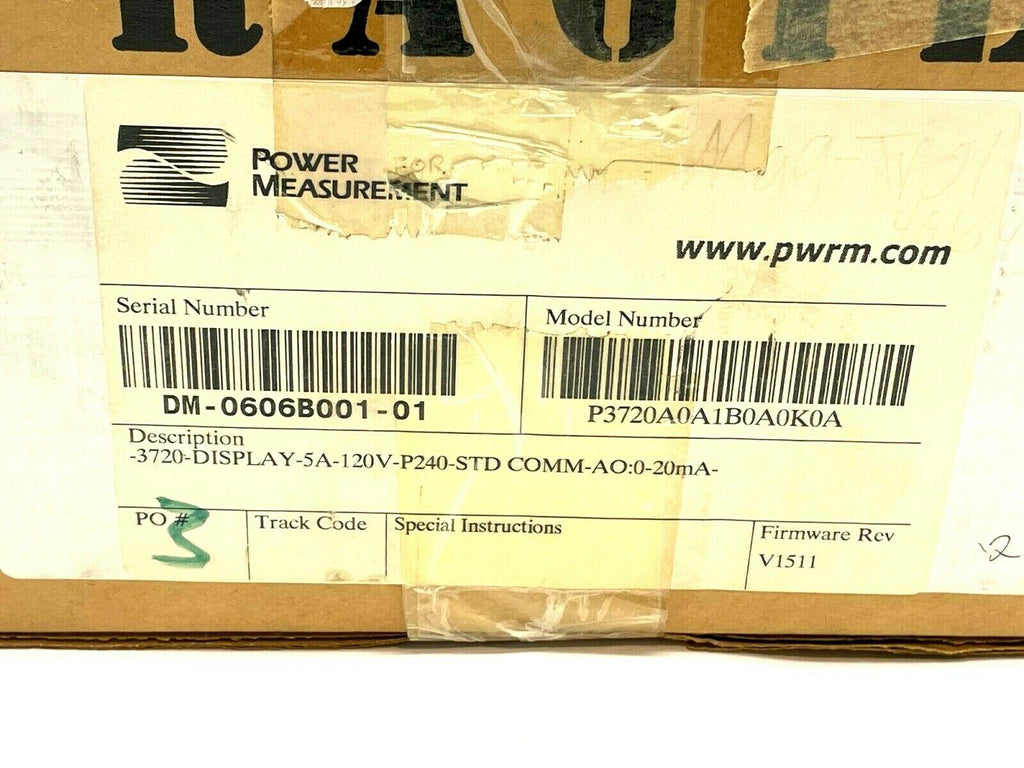 POWER
MEASUREMENT
www.pwrm.com
Serial Number
DM-0606B001-01
Model Number
P3720A0A1B0A0K0A
Description
-3720-DISPLAY-5A-120V-P240-STD COMM-AO:0-20mA-
PO #
3
Track Code
Special Instructions
Firmware Rev
V1511
-2